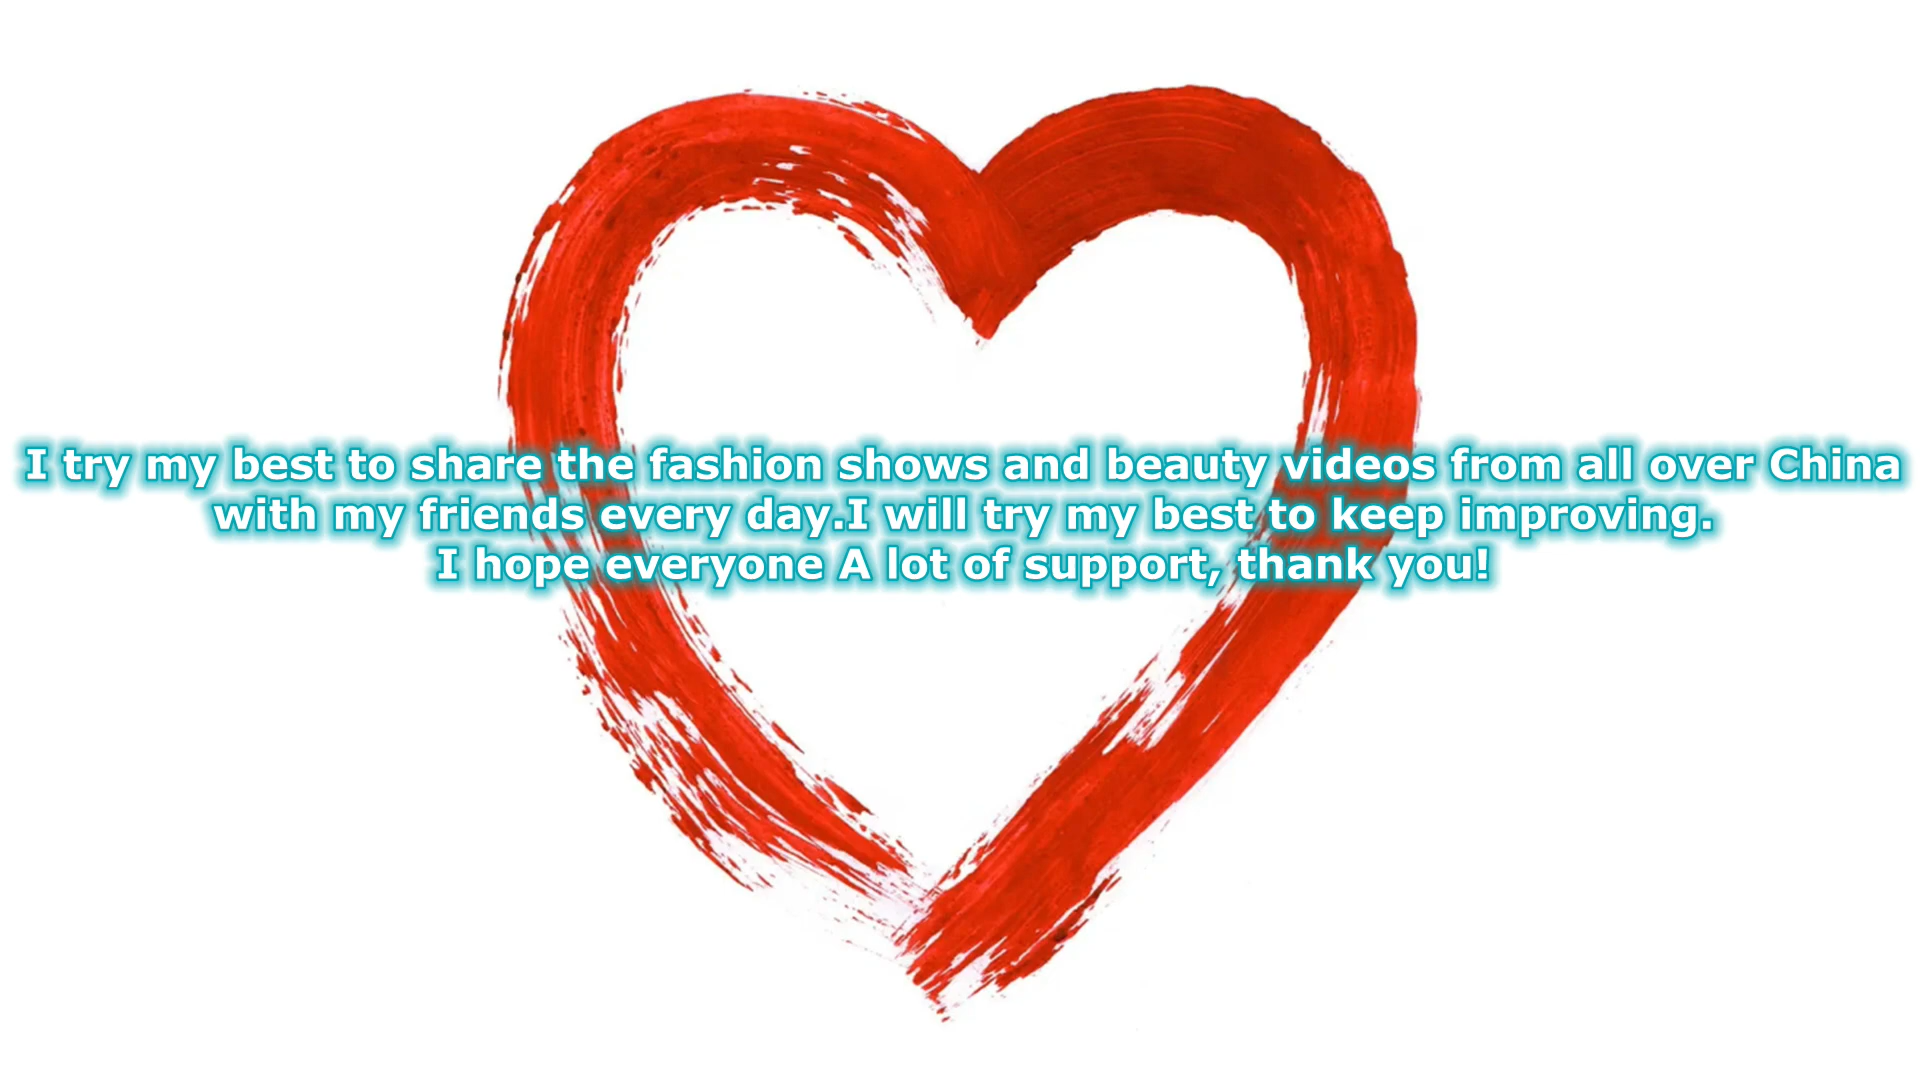 I try my best to share the fashion shows and beauty videos from all over China
with my friends every day.I will try my best to keep improving.
I hope everyone A lot of support, thank you!